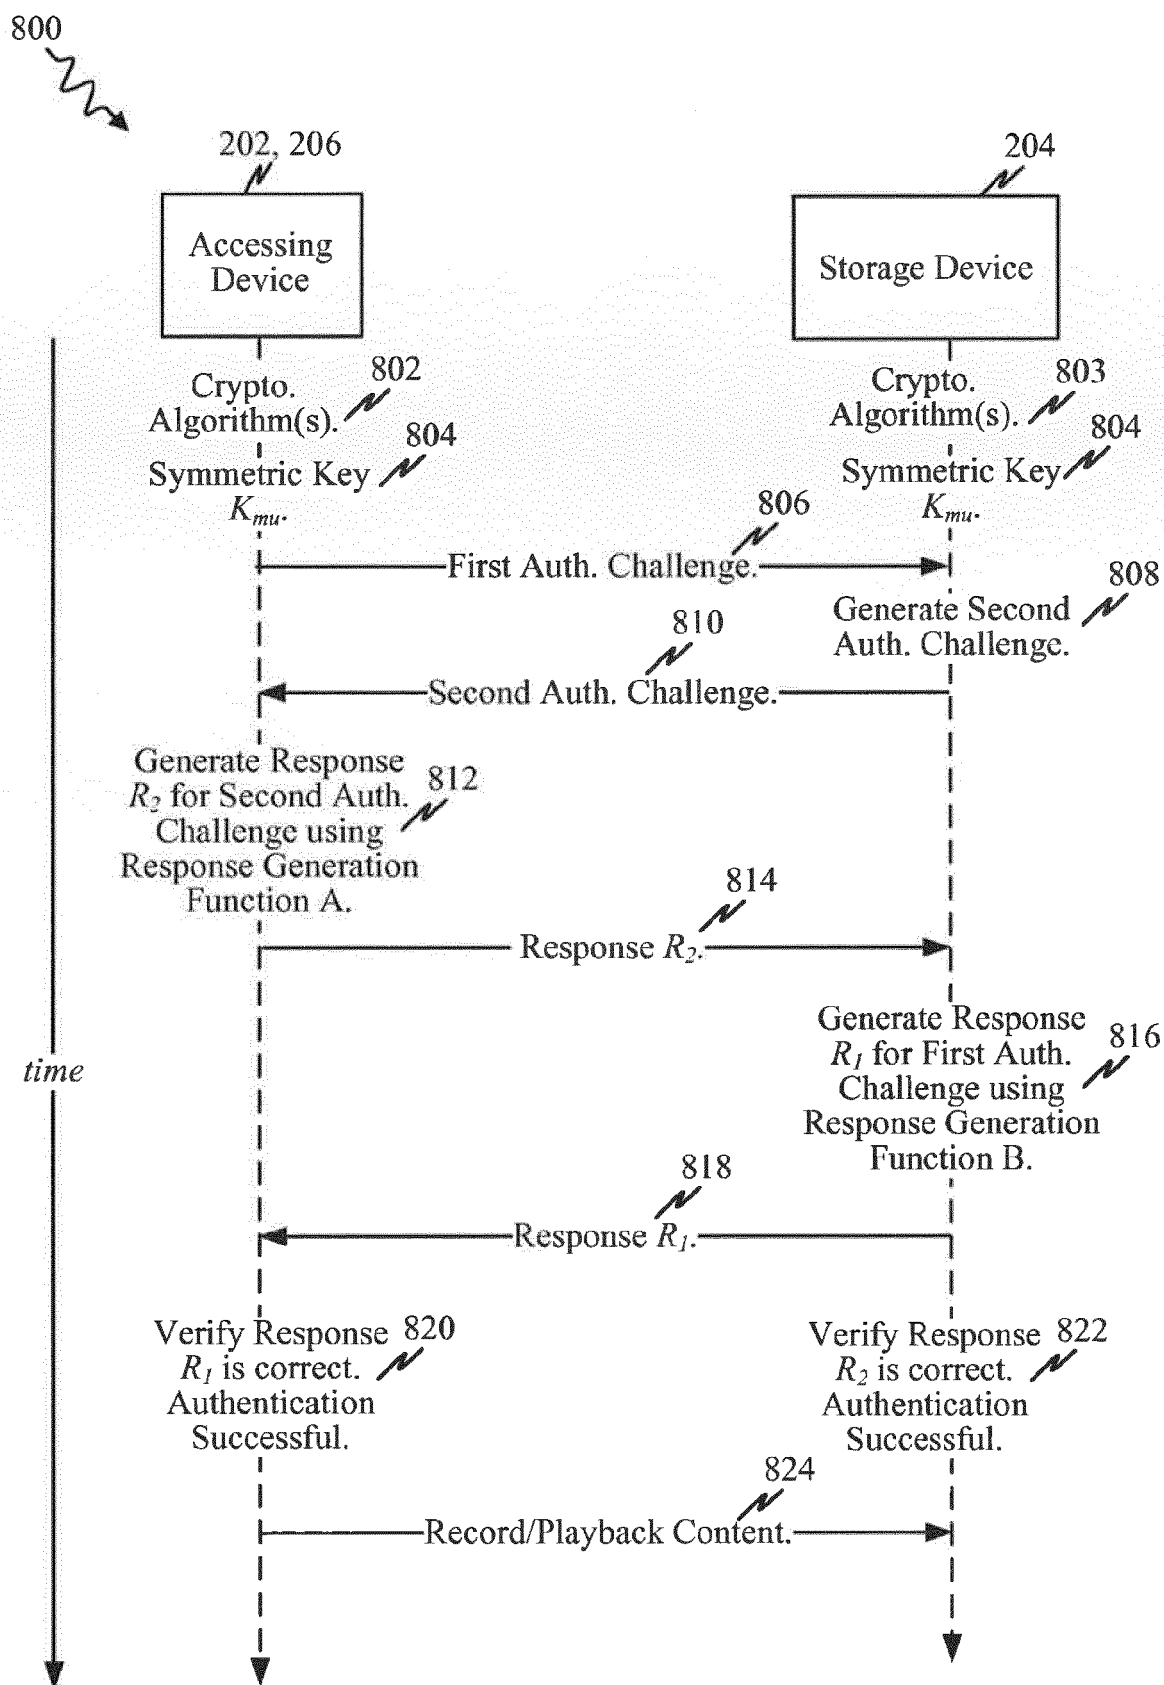 800
202, 206
204
Accessing
Device
Storage Device
Crypto.
Algorithm(s).
802
Crypto.
Algorithm(s).
803
Symmetric Key
Kmu.
804
Symmetric Key
Kmu.
804
806
First Auth. Challenge.
Generate Second
Auth. Challenge.
808
810
Second Auth. Challenge.
Generate Response
R2 for Second Auth.
Challenge using
Response Generation
Function A.
812
814
Response R2.
Generate Response
R1 for First Auth.
Challenge using
Response Generation
Function B.
816
time
818
Response R1.
Verify Response
R1 is correct.
Authentication
Successful.
820
Verify Response
R2 is correct.
Authentication
Successful.
822
824
Record/Playback Content.